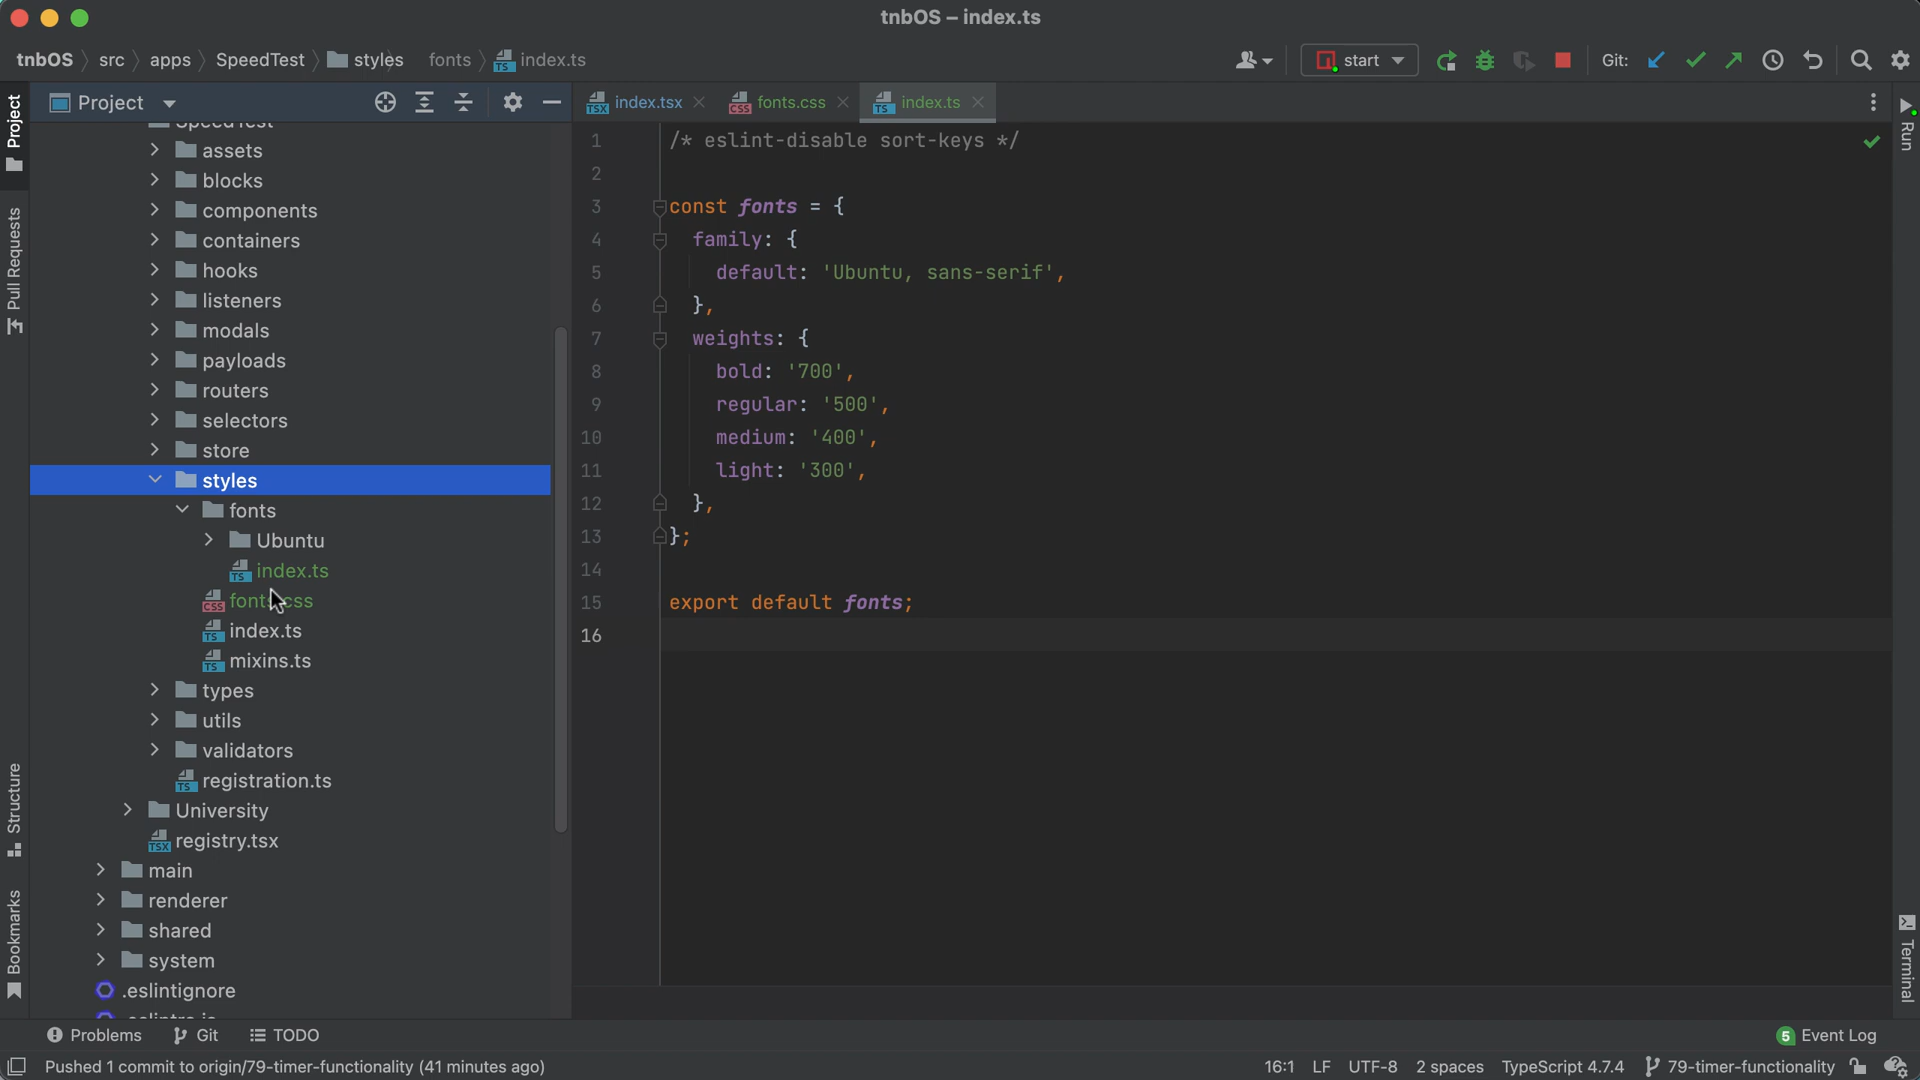 tnbOS – index.ts
tnbOS src apps SpeedTest styles fonts index.ts
start
Git:
Project
index.tsx
fonts.css
index.ts
Project
Pull Requests
Structure
Bookmarks
Run
Terminal
SpeedTest
assets
blocks
components
containers
hooks
listeners
modals
payloads
routers
selectors
store
styles
fonts
Ubuntu
index.ts
fonts.css
index.ts
mixins.ts
types
utils
validators
registration.ts
University
registry.tsx
main
renderer
shared
system
.eslintignore
1 /* eslint-disable sort-keys */
2
3 const fonts = {
4 family: {
5 default: 'Ubuntu, sans-serif',
6 },
7 weights: {
8 bold: '700',
9 regular: '500',
10 medium: '400',
11 light: '300',
12 },
13 };
14
15 export default fonts;
16
Problems Git TODO
5 Event Log
Pushed 1 commit to origin/79-timer-functionality (41 minutes ago)
16:1 LF UTF-8 2 spaces TypeScript 4.7.4 79-timer-functionality